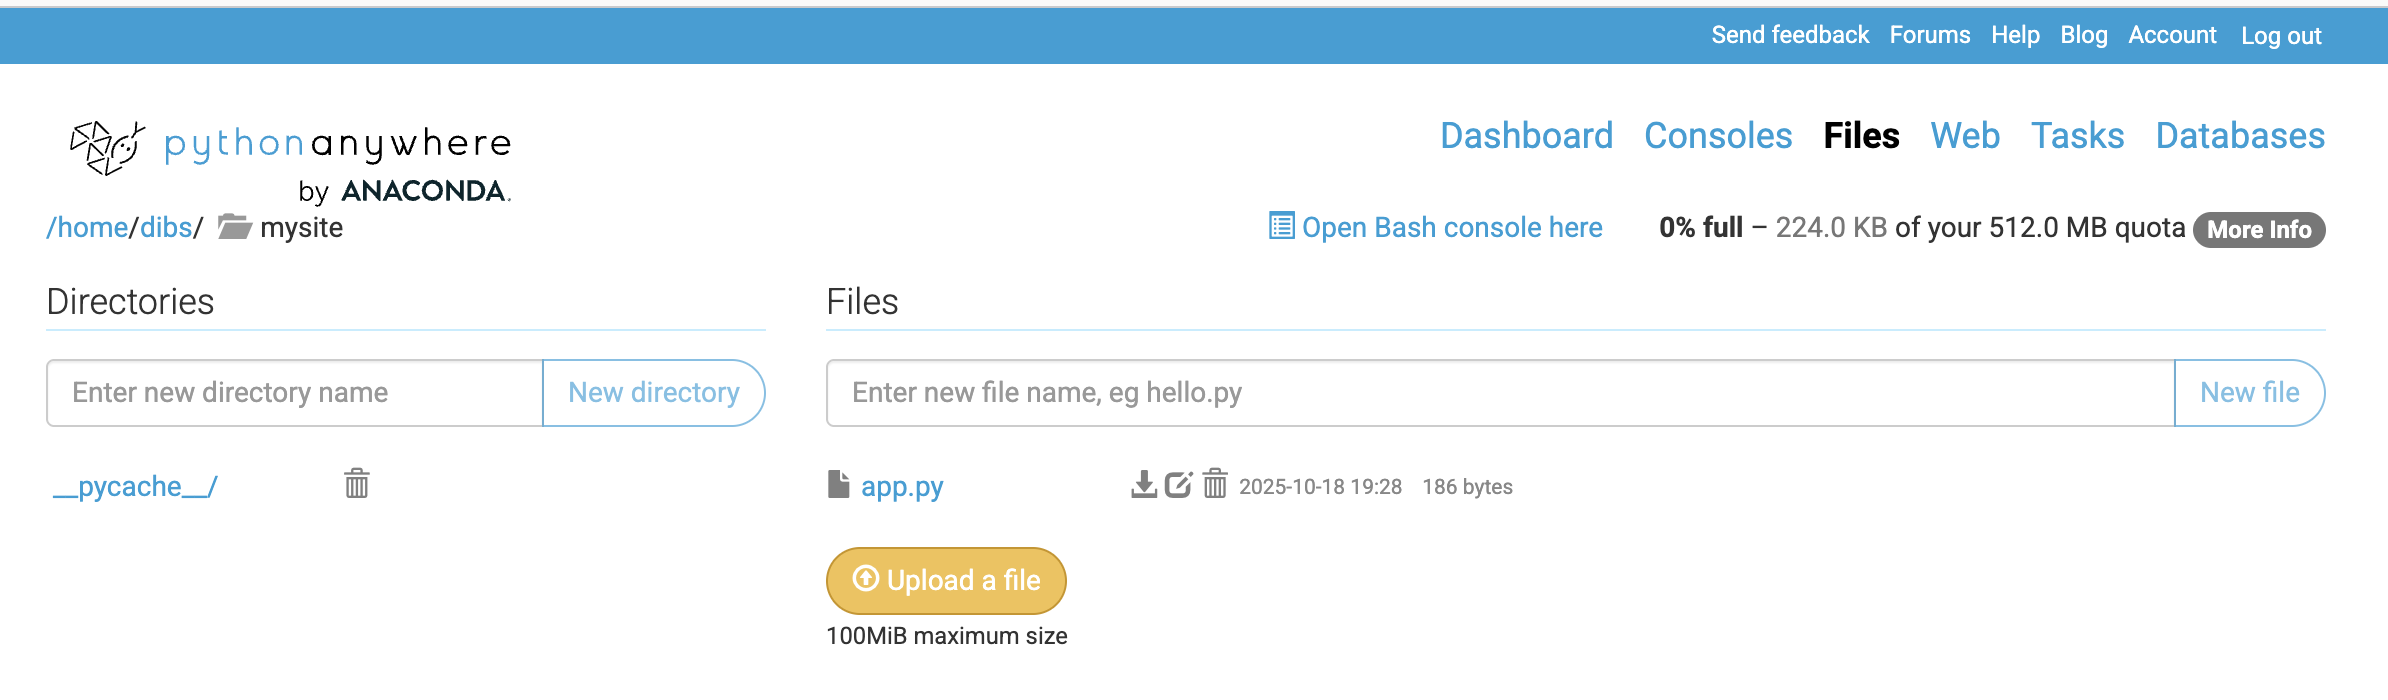 Send feedback Forums Help Blog Account Log out
pythonanywhere
by ANACONDA.
Dashboard Consoles Files Web Tasks Databases
/home/dibs/ mysite
Open Bash console here
0% full – 224.0 KB of your 512.0 MB quota More Info
Directories
Enter new directory name New directory
__pycache__/
Files
Enter new file name, eg hello.py New file
app.py 2025-10-18 19:28 186 bytes
Upload a file
100MiB maximum size